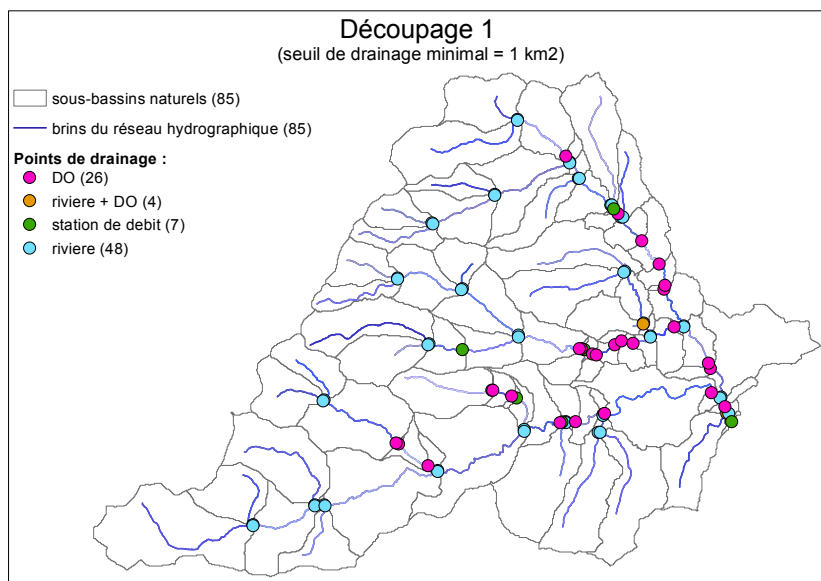 Découpage 1
(seuil de drainage minimal = 1 km2)
sous-bassins naturels (85)
brins du réseau hydrographique (85)
Points de drainage :
DO (26)
riviere + DO (4)
station de debit (7)
riviere (48)